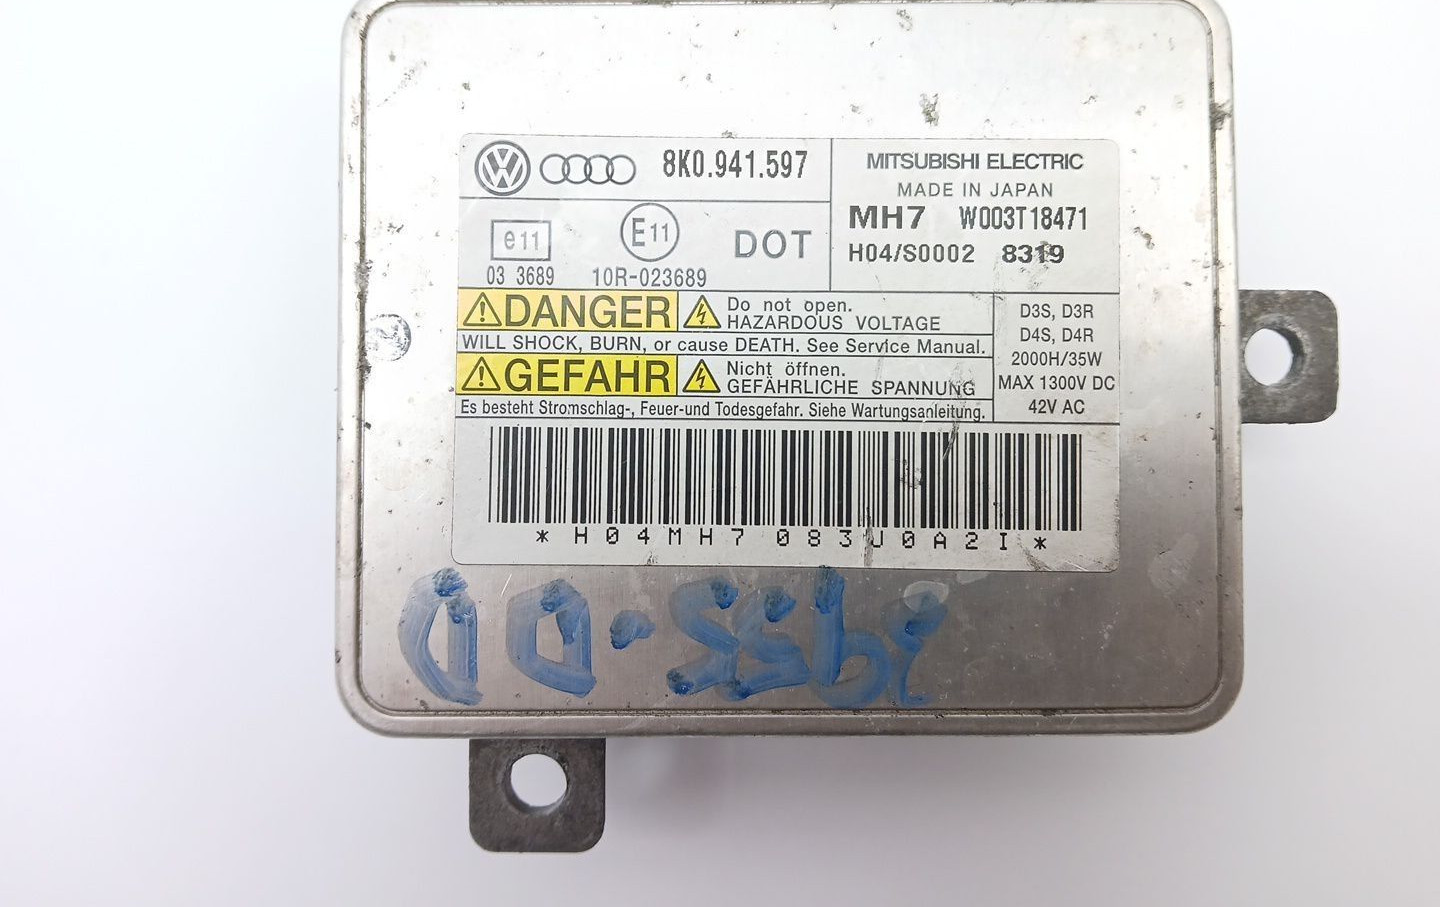 8K0.941.597
MITSUBISHI ELECTRIC
MADE IN JAPAN
MH7 W003T18471
H04/S0002 8319
e11
E11
DOT
03 3689 10R-023689
DANGER
Do not open.
HAZARDOUS VOLTAGE
WILL SHOCK, BURN, or cause DEATH. See Service Manual.
GEFAHR
Nicht öffnen.
GEFÄHRLICHE SPANNUNG
Es besteht Stromschlag-, Feuer-und Todesgefahr. Siehe Wartungsanleitung.
D3S, D3R
D4S, D4R
2000H/35W
MAX 1300V DC
42V AC
*H04MH7083J0A2I*